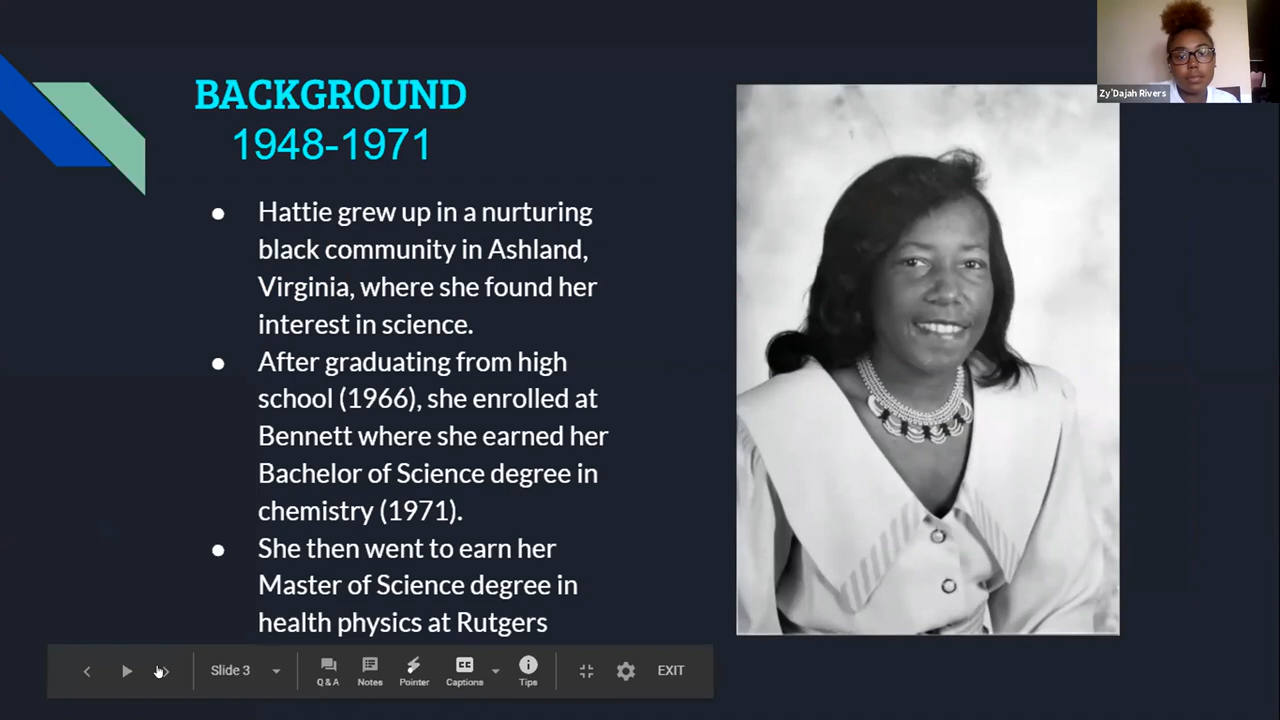 BACKGROUND
1948-1971
● Hattie grew up in a nurturing
black community in Ashland,
Virginia, where she found her
interest in science.
● After graduating from high
school (1966), she enrolled at
Bennett where she earned her
Bachelor of Science degree in
chemistry (1971).
● She then went to earn her
Master of Science degree in
health physics at Rutgers
Zy'Dajah Rivers
Slide 3
Q & A
Notes
Pointer
CC
Captions
Tips
EXIT